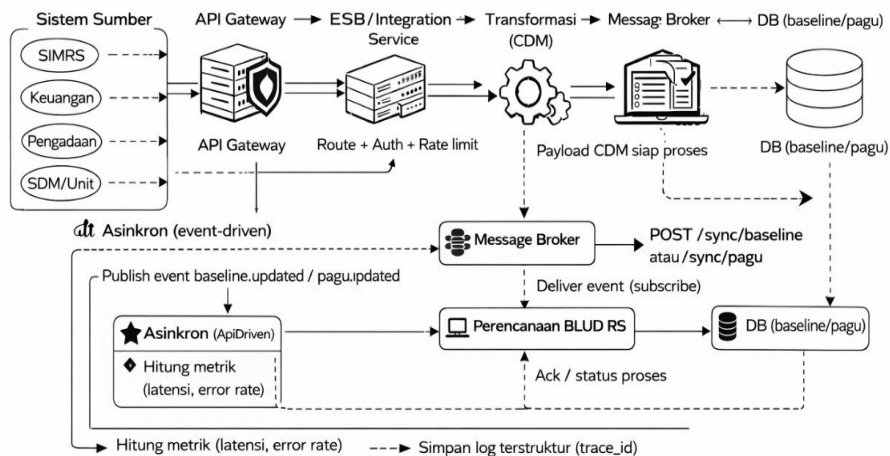 Sistem Sumber
API Gateway → ESB/Integration Service → Transformasi (CDM) → Message Broker ↔ DB (baseline/pagu)
SIMRS
Keuangan
Pengadaan
SDM/Unit
API Gateway
Route + Auth + Rate limit
Payload CDM siap proses
DB (baseline/pagu)
alt Asinkron (event-driven)
Message Broker
POST /sync/baseline
atau /sync/pagu
Publish event baseline.updated / pagu.updated
Deliver event (subscribe)
Asinkron (ApiDriven)
Perencanaan BLUD RS
DB (baseline/pagu)
Hitung metrik
(latensi, error rate)
Ack / status proses
Hitung metrik (latensi, error rate)
Simpan log terstruktur (trace_id)